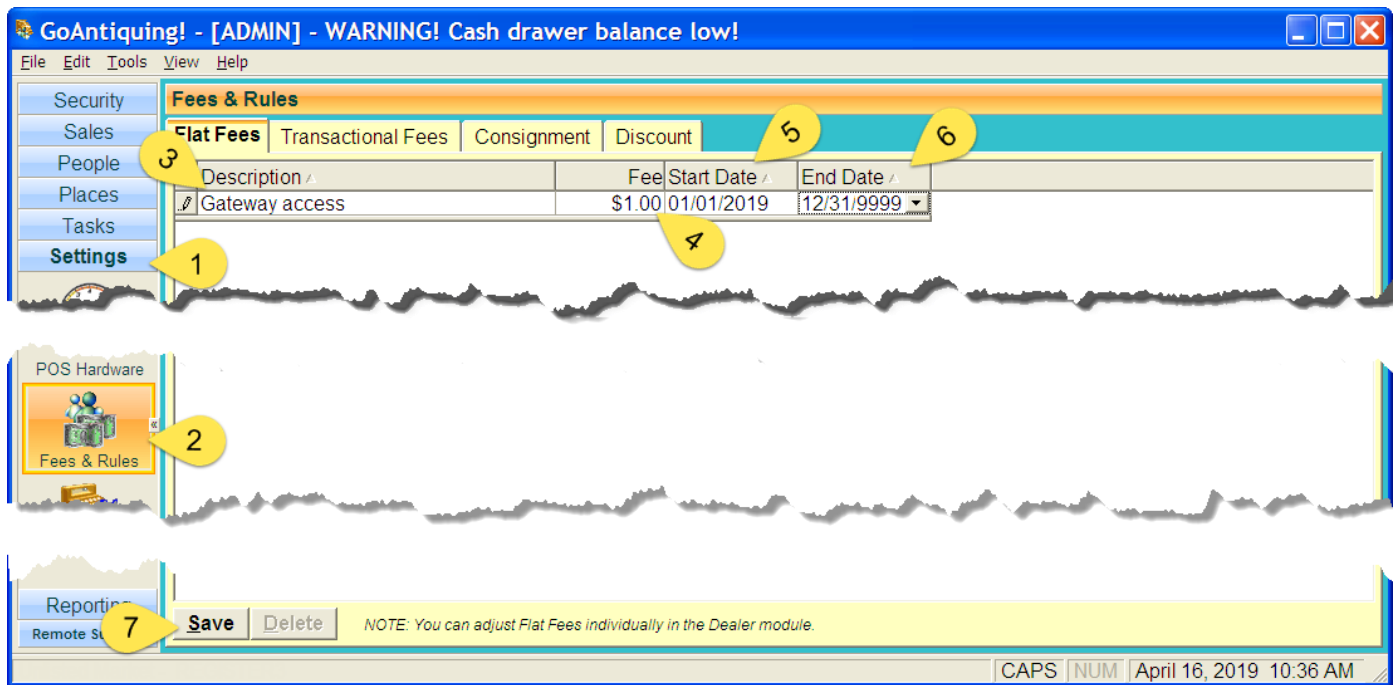 GoAntiquing! - [ADMIN] - WARNING! Cash drawer balance low!
File Edit Tools View Help
Security
Fees & Rules
Sales
Flat Fees Transactional Fees Consignment Discount
5
6
People
3
Description Fee Start Date End Date
Places
Gateway access $1.00 01/01/2019 12/31/9999
Tasks
4
Settings
1
POS Hardware
2
Fees & Rules
Reporting
7
Save Delete NOTE: You can adjust Flat Fees individually in the Dealer module.
Remote
CAPS NUM April 16, 2019 10:36 AM